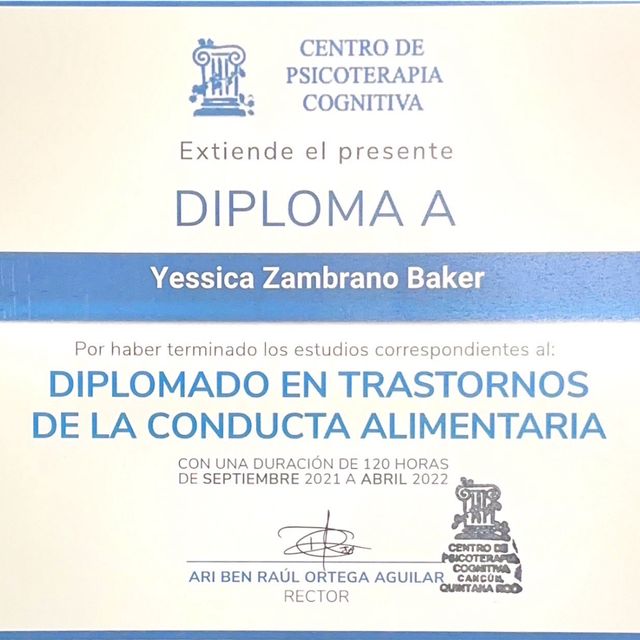 CENTRO DE
PSICOTERAPIA
COGNITIVA
Extiende el presente
DIPLOMA A
Yessica Zambrano Baker
Por haber terminado los estudios correspondientes al:
DIPLOMADO EN TRASTORNOS
DE LA CONDUCTA ALIMENTARIA
CON UNA DURACIÓN DE 120 HORAS
DE SEPTIEMBRE 2021 A ABRIL 2022
ARI BEN RAÚL ORTEGA AGUILAR
RECTOR
CENTRO DE
PSICOTERAPIA
COGNITIVA
CANCÚN,
QUINTANA ROO